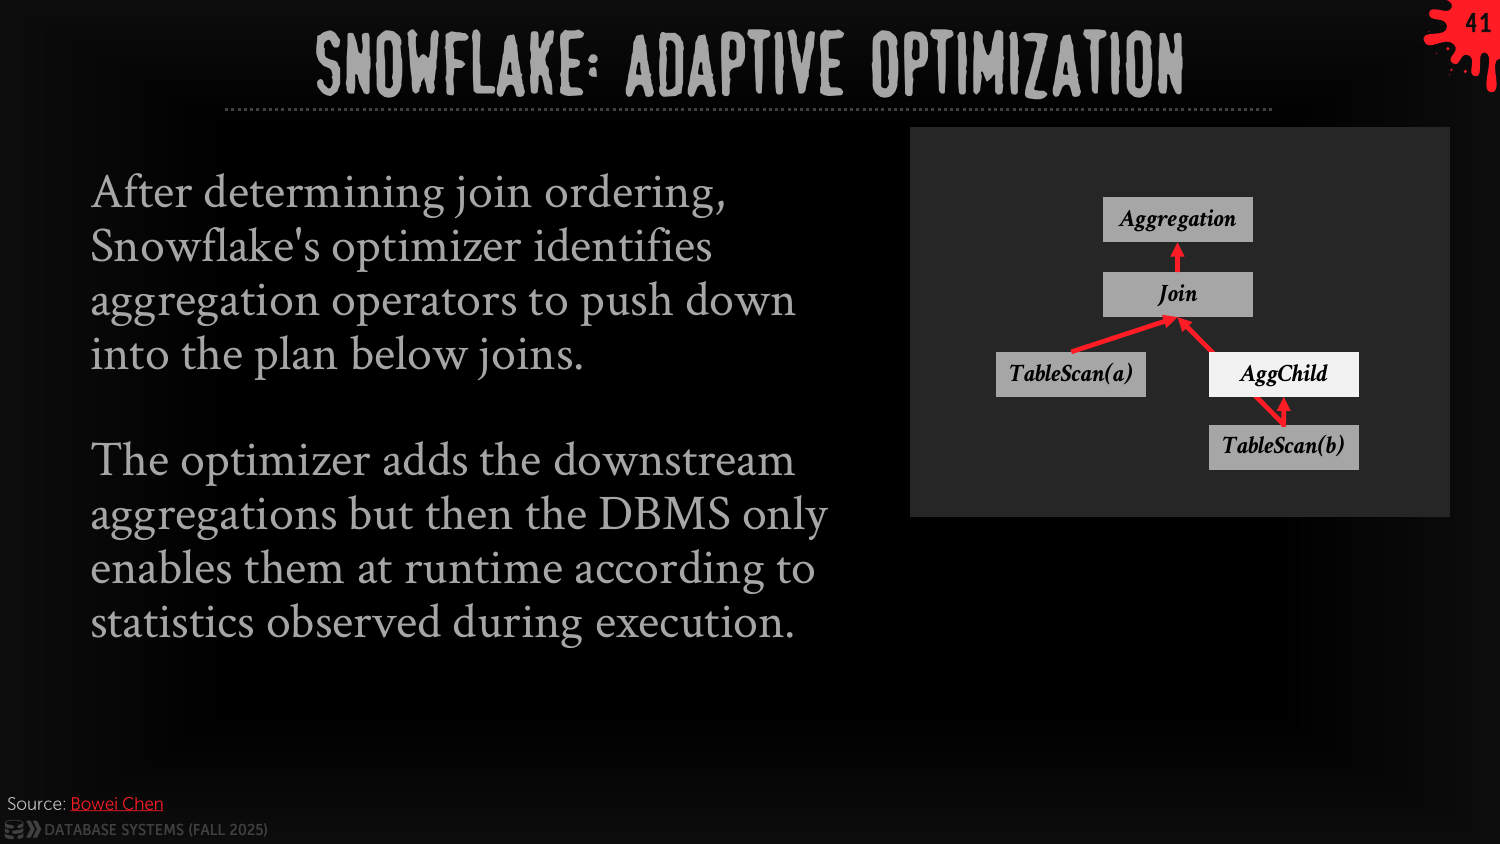 41
SNOWFLAKE: ADAPTIVE OPTIMIZATION
After determining join ordering,
Snowflake's optimizer identifies
aggregation operators to push down
into the plan below joins.
The optimizer adds the downstream
aggregations but then the DBMS only
enables them at runtime according to
statistics observed during execution.
Aggregation
Join
TableScan(a)
AggChild
TableScan(b)
Source: Bowei Chen
DATABASE SYSTEMS (FALL 2025)